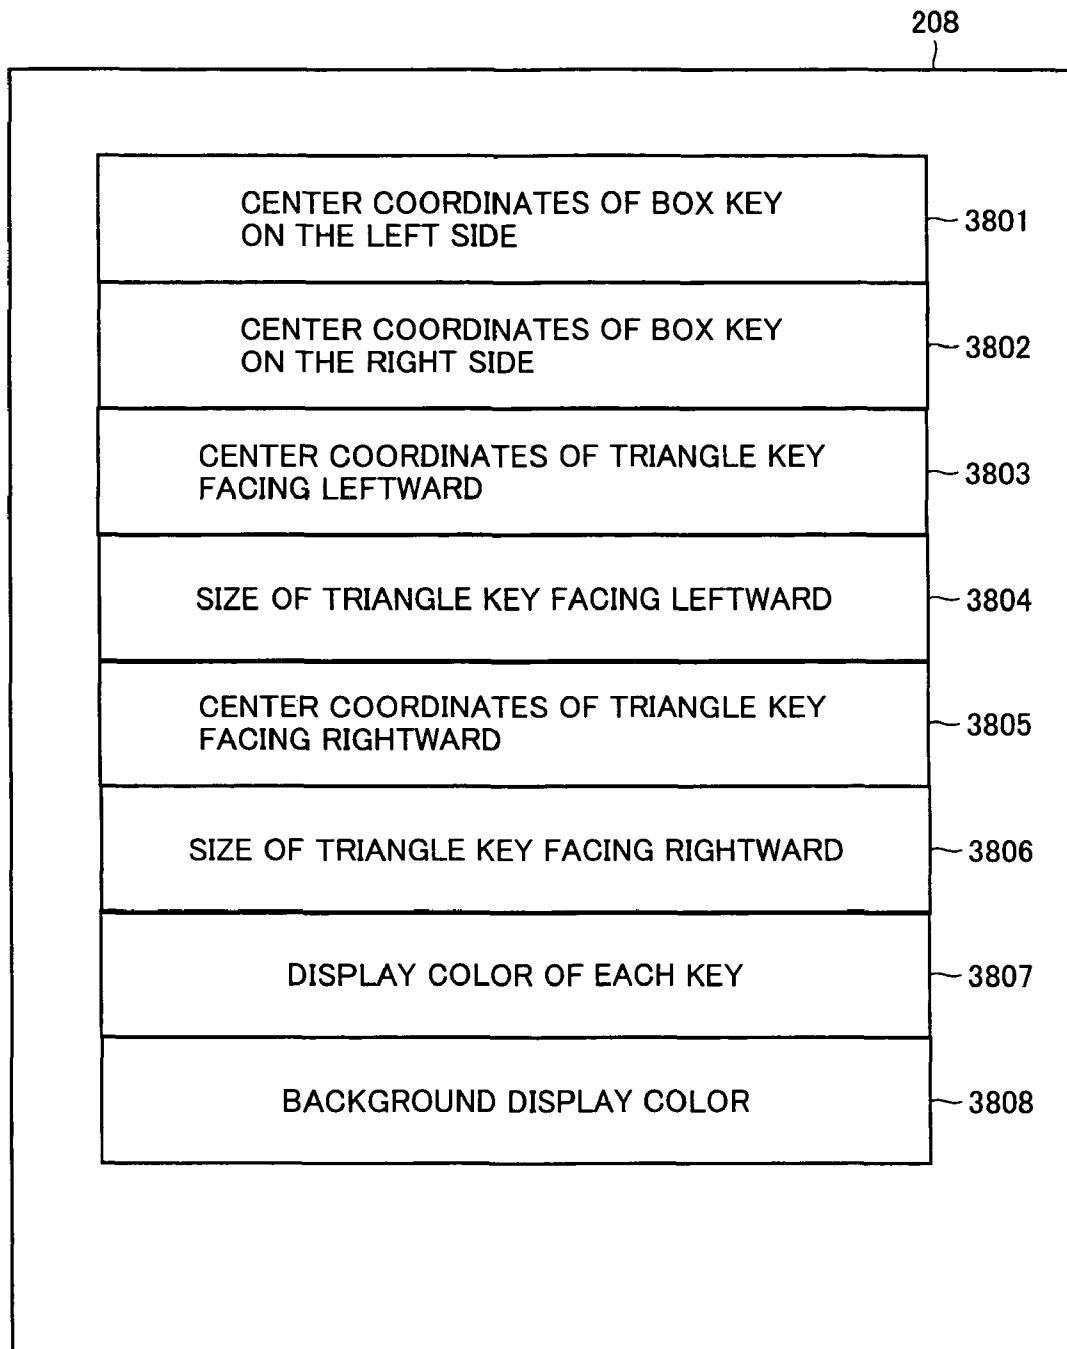 208
CENTER COORDINATES OF BOX KEY
ON THE LEFT SIDE
3801
CENTER COORDINATES OF BOX KEY
ON THE RIGHT SIDE
3802
CENTER COORDINATES OF TRIANGLE KEY
FACING LEFTWARD
3803
SIZE OF TRIANGLE KEY FACING LEFTWARD
3804
CENTER COORDINATES OF TRIANGLE KEY
FACING RIGHTWARD
3805
SIZE OF TRIANGLE KEY FACING RIGHTWARD
3806
DISPLAY COLOR OF EACH KEY
3807
BACKGROUND DISPLAY COLOR
3808